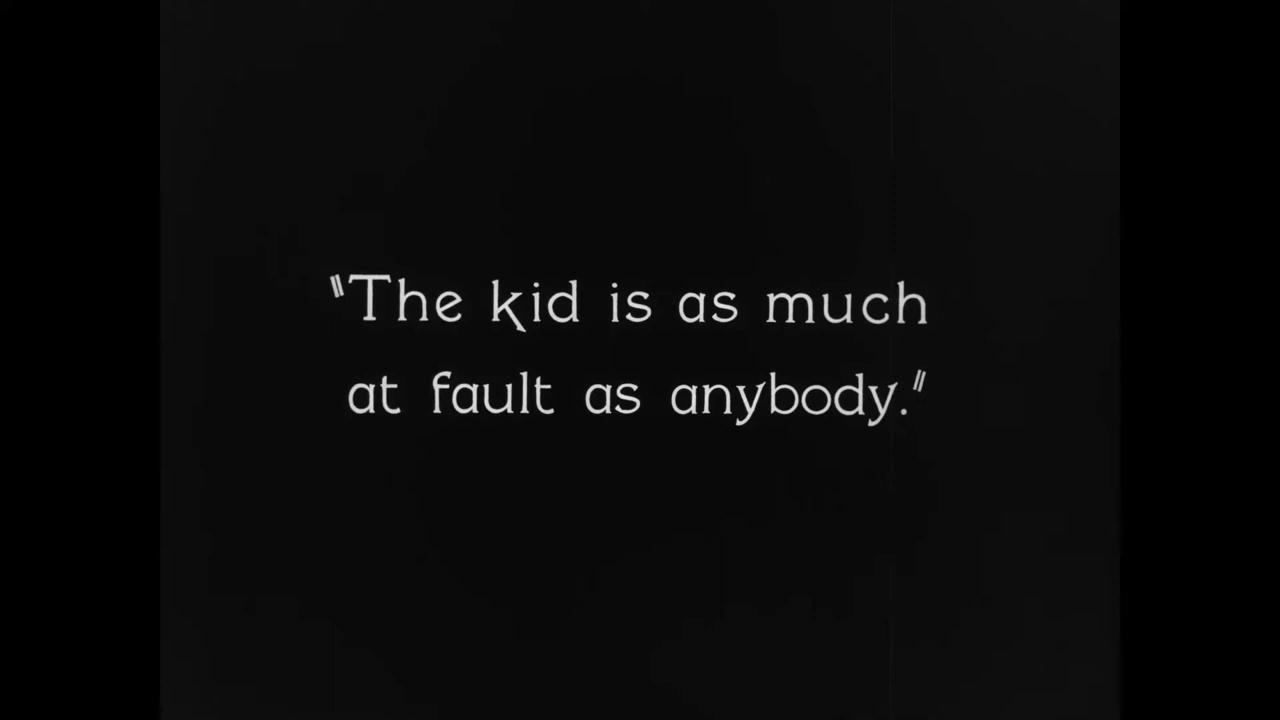 "The kid is as much
at fault as anybody."